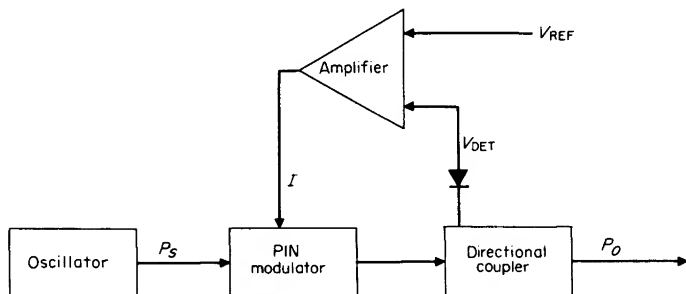 V_REF
Amplifier
V_DET
I
Oscillator
P_S
PIN
modulator
Directional
coupler
P_O